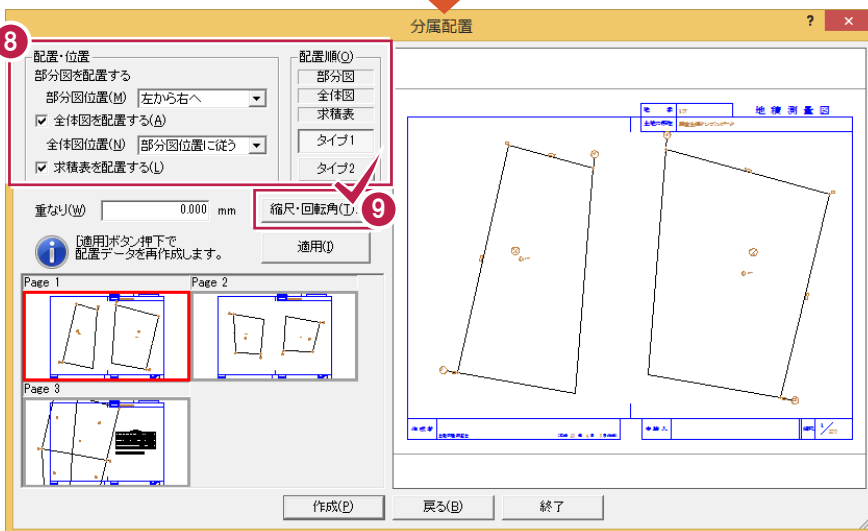 分属配置
?
×
8
配置・位置
部分図を配置する
部分図位置(M)
左から右へ
全体図を配置する(A)
全体図位置(N)
部分図位置に従う
求積表を配置する(L)
配置順(O)
部分図
全体図
求積表
タイプ1
タイプ2
重なり(W)
0.000
mm
縮尺・回転角(T)
9
[適用]ボタン押下で
配置データを再作成します。
適用(I)
Page 1
Page 2
Page 3
地積測量図
作成(P)
戻る(B)
終了